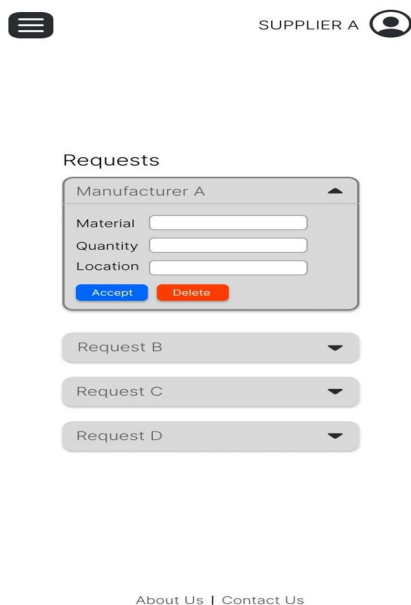 SUPPLIER A
Requests
Manufacturer A
Material
Quantity
Location
Accept Delete
Request B
Request C
Request D
About Us | Contact Us